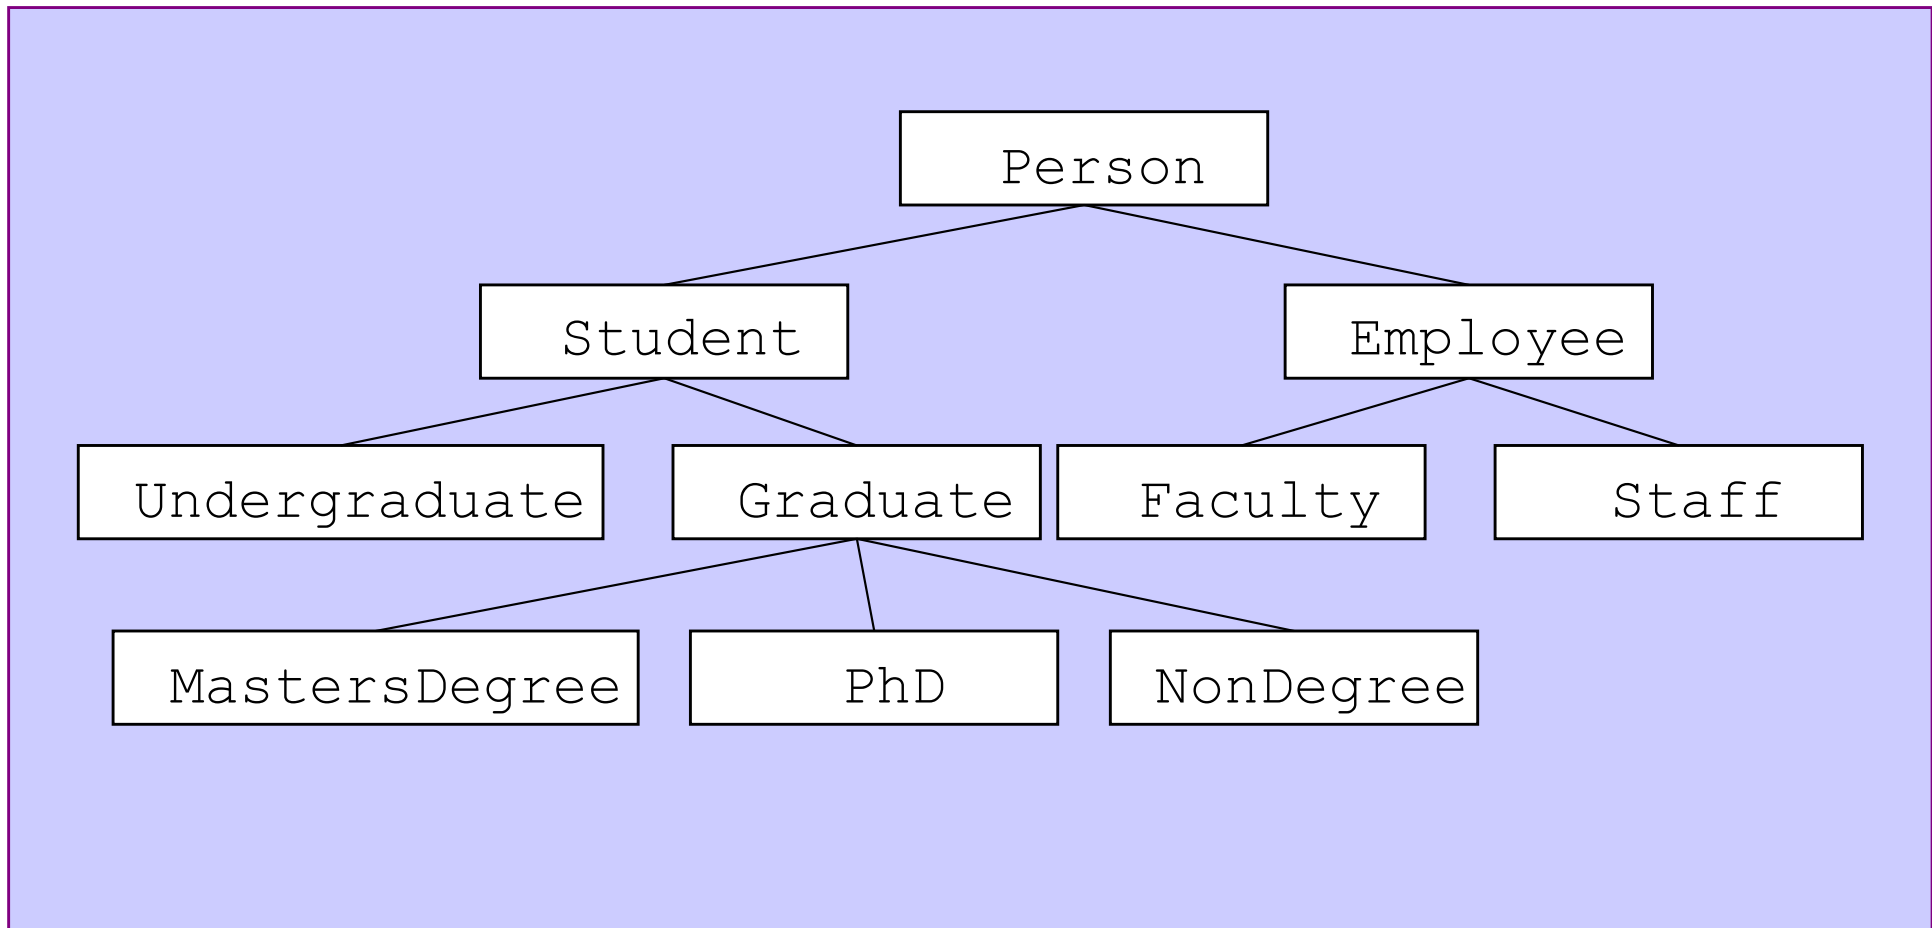 Person
Student
Employee
Undergraduate
Graduate
Faculty
Staff
MastersDegree
PhD
NonDegree